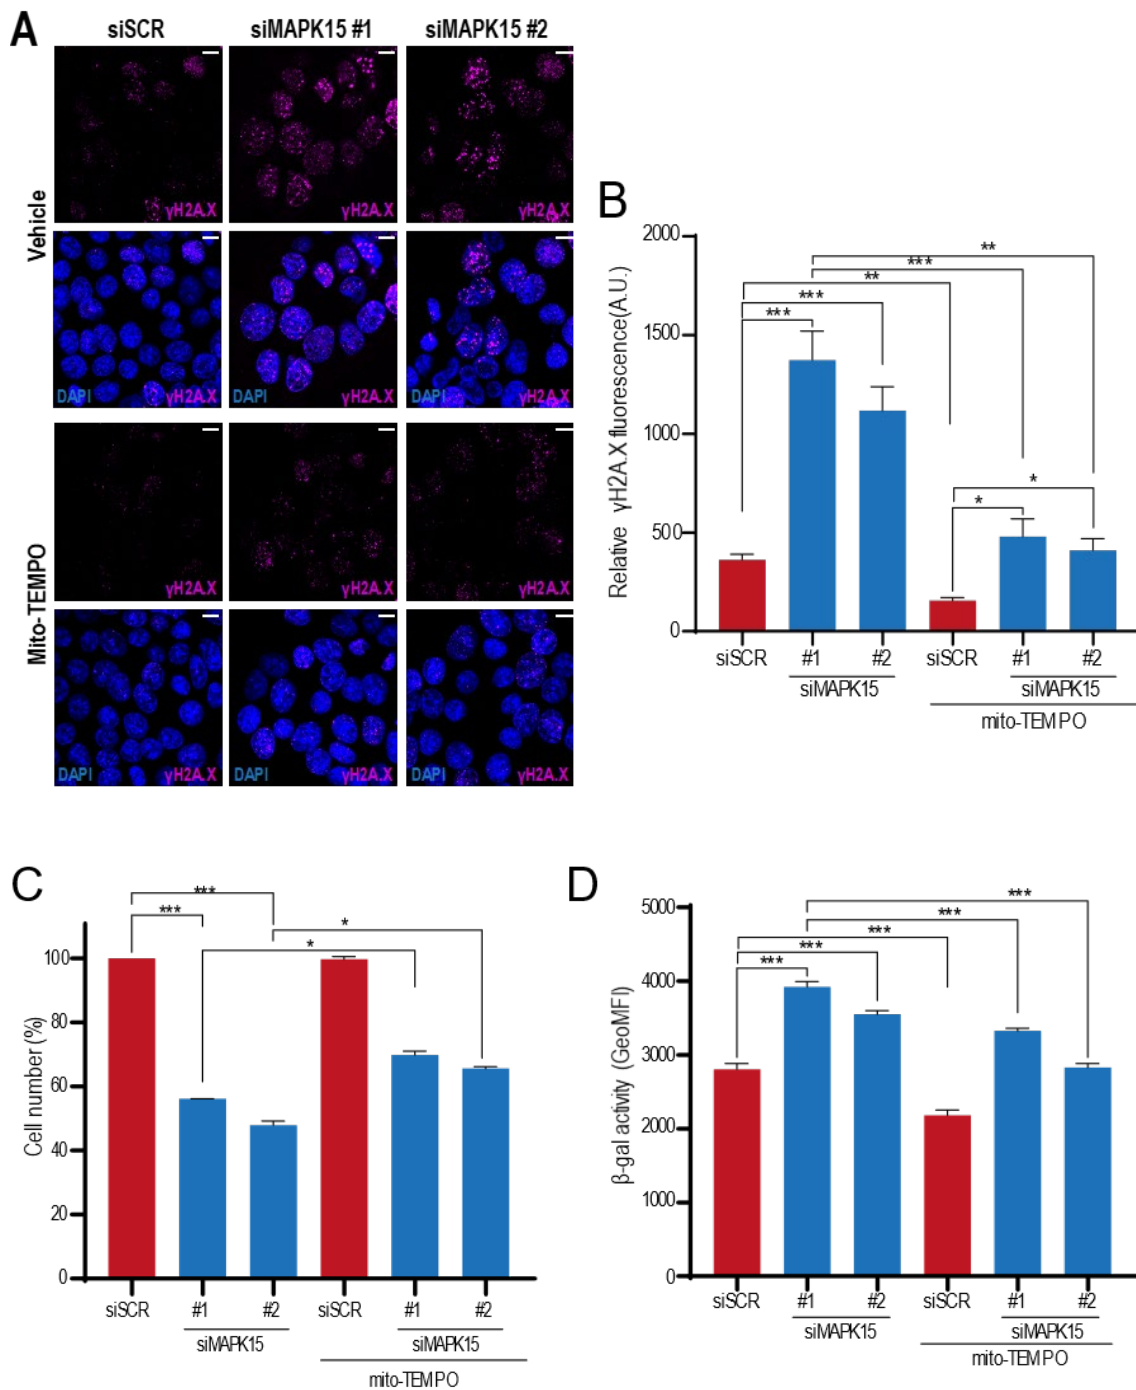 A
siSCR siMAPK15 #1 siMAPK15 #2
Vehicle
γH2A.X γH2A.X γH2A.X
DAPI γH2A.X DAPI γH2A.X DAPI γH2A.X
Mito-TEMPO
γH2A.X γH2A.X γH2A.X
DAPI γH2A.X DAPI γH2A.X DAPI γH2A.X
B
Relative γH2A.X fluorescence(A.U.)
2000
1500
1000
500
0
**
***
**
***
***
*
*
siSCR #1 #2 siSCR #1 #2
siMAPK15 siMAPK15
mito-TEMPO
C
Cell number (%)
100
80
60
40
20
0
***
***
*
*
siSCR #1 #2 siSCR #1 #2
siMAPK15 siMAPK15
mito-TEMPO
D
β-gal activity (GeoMFI)
5000
4000
3000
2000
1000
0
***
***
***
***
***
siSCR #1 #2 siSCR #1 #2
siMAPK15 siMAPK15
mito-TEMPO